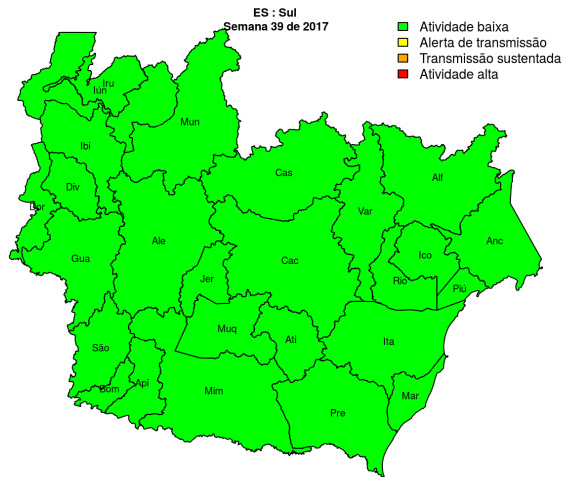 ES : Sul
Semana 39 de 2017
Atividade baixa
Alerta de transmissão
Transmissão sustentada
Atividade alta
Iru
Iún
Mun
Ibi
Cas
Alf
Div
Dor
Var
Ale
Anc
Gua
Cac
Ico
Jer
Rio
Piú
Muq
Ati
Ita
São
Bom
Api
Mim
Mar
Pre